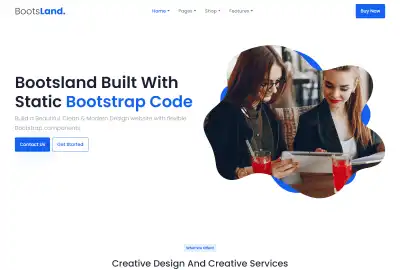 BootsLand.
Home Pages Shop Features
Buy Now
Bootsland Built With
Static Bootstrap Code
Build a Beautiful, Clean & Modern Design website with flexible
Bootstrap components
Contact Us Get Started
What We Offers
Creative Design And Creative Services